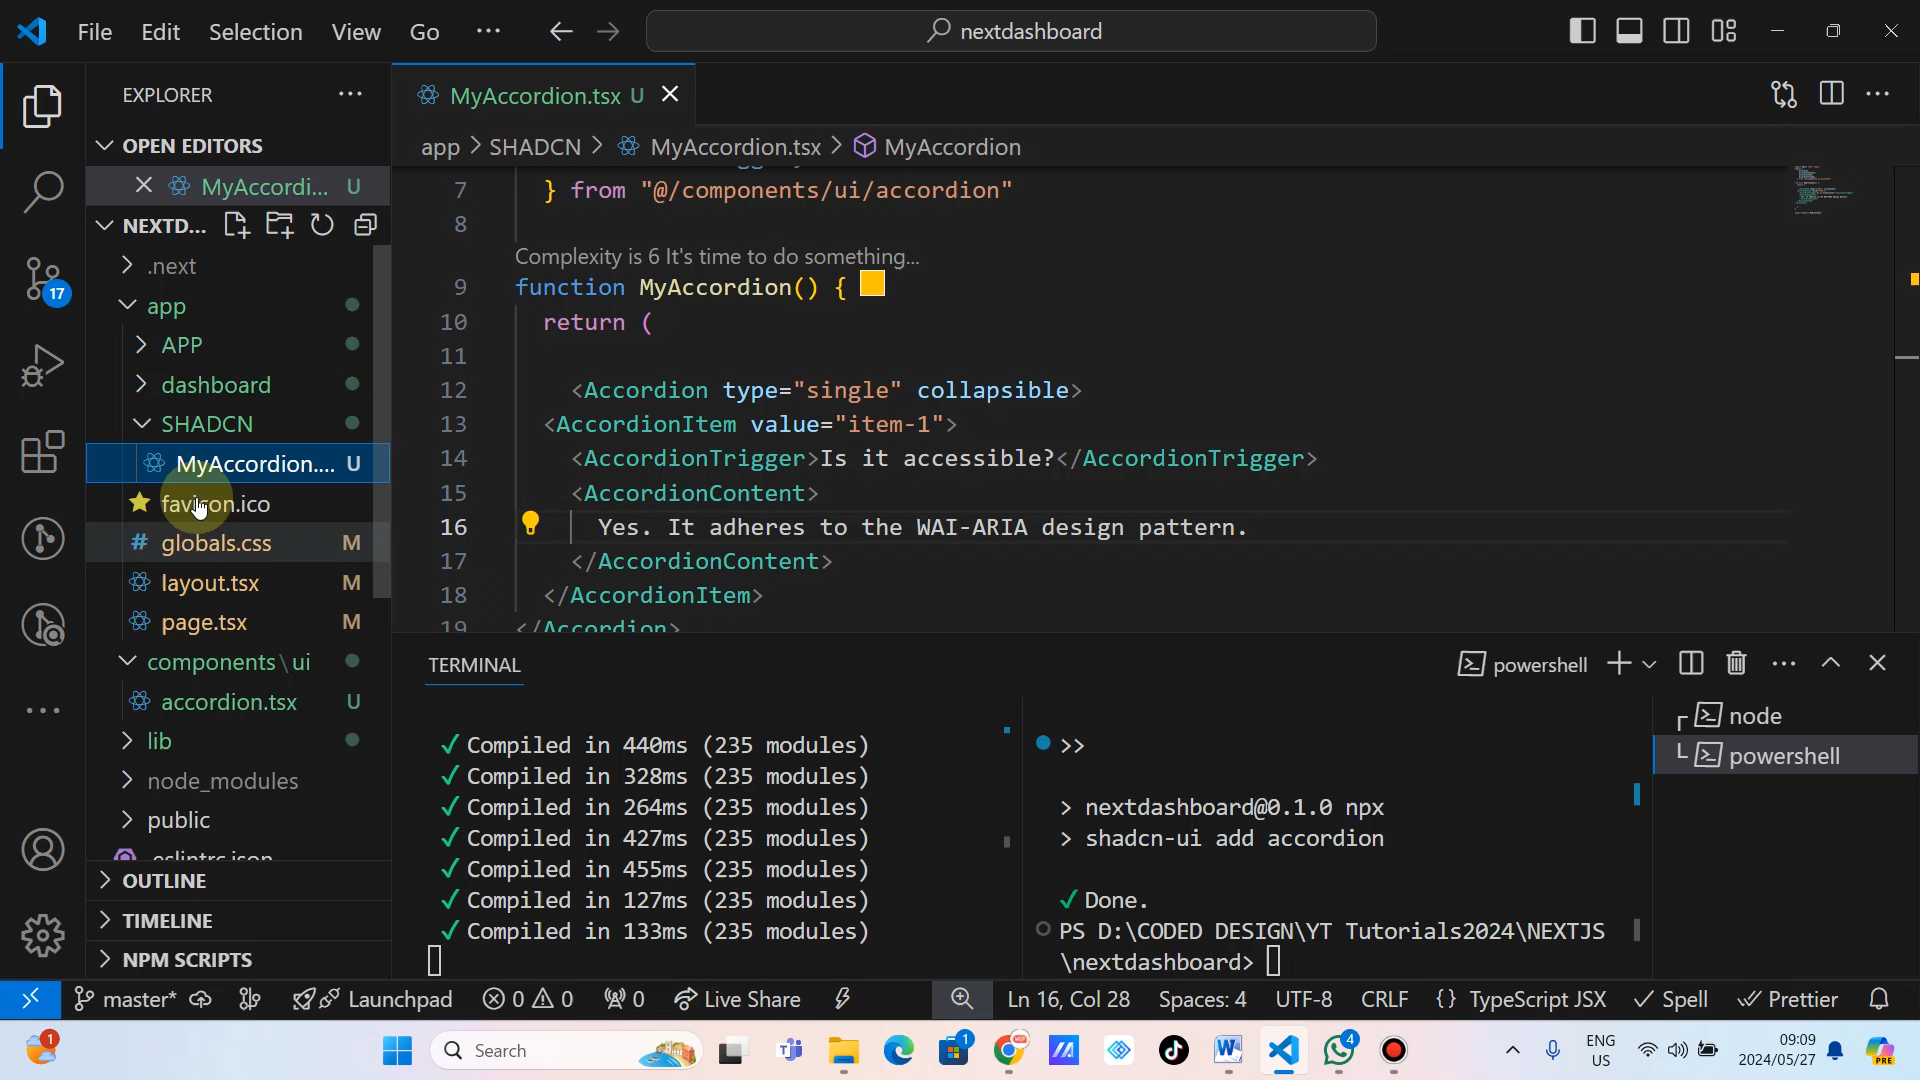 File Edit Selection View Go ··· nextdashboard
EXPLORER
OPEN EDITORS
MyAccordi... U
NEXTD...
.next
app
APP
dashboard
SHADCN
MyAccordion.... U
favicon.ico
globals.css M
layout.tsx M
page.tsx M
components\ui
accordion.tsx U
lib
node_modules
public
.eslintrc.json
OUTLINE
TIMELINE
NPM SCRIPTS
17
MyAccordion.tsx U
app > SHADCN > MyAccordion.tsx > MyAccordion
7 } from "@/components/ui/accordion"
8
Complexity is 6 It's time to do something...
9 function MyAccordion() {
10 return (
11
12 <Accordion type="single" collapsible>
13 <AccordionItem value="item-1">
14 <AccordionTrigger>Is it accessible?</AccordionTrigger>
15 <AccordionContent>
16 Yes. It adheres to the WAI-ARIA design pattern.
17 </AccordionContent>
18 </AccordionItem>
19 </Accordion>
TERMINAL
powershell
✓ Compiled in 440ms (235 modules)
✓ Compiled in 328ms (235 modules)
✓ Compiled in 264ms (235 modules)
✓ Compiled in 427ms (235 modules)
✓ Compiled in 455ms (235 modules)
✓ Compiled in 127ms (235 modules)
✓ Compiled in 133ms (235 modules)
>>
> nextdashboard@0.1.0 npx
> shadcn-ui add accordion
✓ Done.
PS D:\CODED DESIGN\YT Tutorials2024\NEXTJS
\nextdashboard>
node
powershell
master* Launchpad 0 0 0 Live Share Ln 16, Col 28 Spaces: 4 UTF-8 CRLF {} TypeScript JSX Spell Prettier
1 Search 1 4 ENG
US
09:09
2024/05/27
PRE